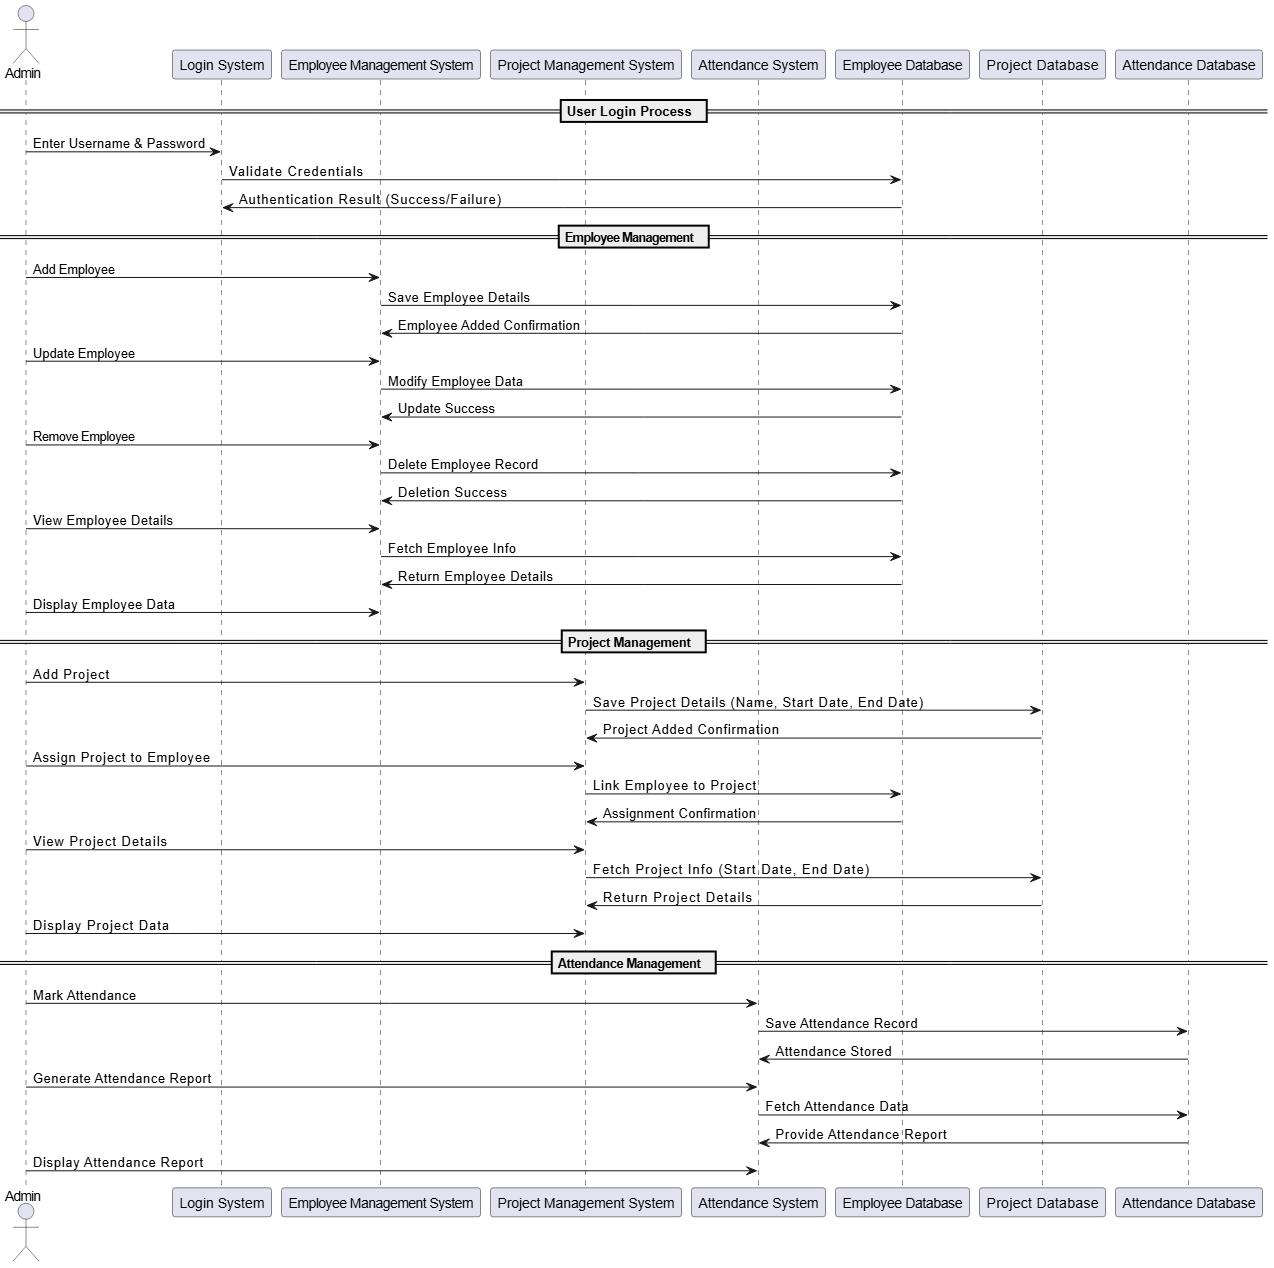 Admin
Login System
Employee Management System
Project Management System
Attendance System
Employee Database
Project Database
Attendance Database
User Login Process
Enter Username & Password
Validate Credentials
Authentication Result (Success/Failure)
Employee Management
Add Employee
Save Employee Details
Employee Added Confirmation
Update Employee
Modify Employee Data
Update Success
Remove Employee
Delete Employee Record
Deletion Success
View Employee Details
Fetch Employee Info
Return Employee Details
Display Employee Data
Project Management
Add Project
Save Project Details (Name, Start Date, End Date)
Project Added Confirmation
Assign Project to Employee
Link Employee to Project
Assignment Confirmation
View Project Details
Fetch Project Info (Start Date, End Date)
Return Project Details
Display Project Data
Attendance Management
Mark Attendance
Save Attendance Record
Attendance Stored
Generate Attendance Report
Fetch Attendance Data
Provide Attendance Report
Display Attendance Report
Admin
Login System
Employee Management System
Project Management System
Attendance System
Employee Database
Project Database
Attendance Database